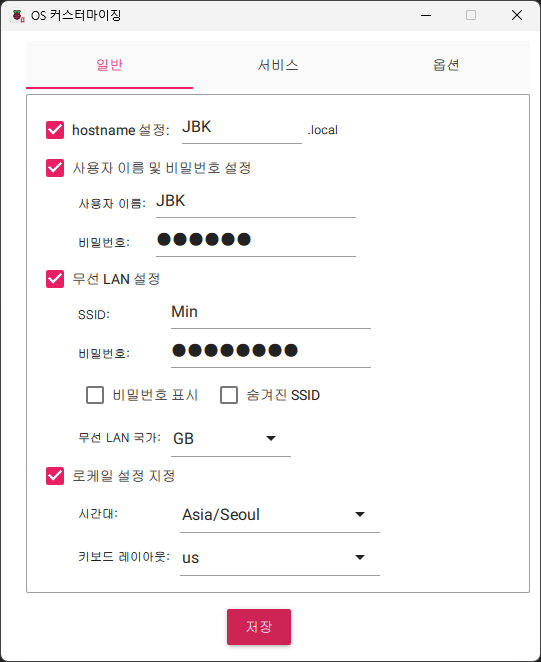 OS 커스터마이징
일반 서비스 옵션
hostname 설정: JBK .local
사용자 이름 및 비밀번호 설정
사용자 이름: JBK
비밀번호: ●●●●●●
무선 LAN 설정
SSID: Min
비밀번호: ●●●●●●●●
비밀번호 표시 숨겨진 SSID
무선 LAN 국가: GB
로케일 설정 지정
시간대: Asia/Seoul
키보드 레이아웃: us
저장